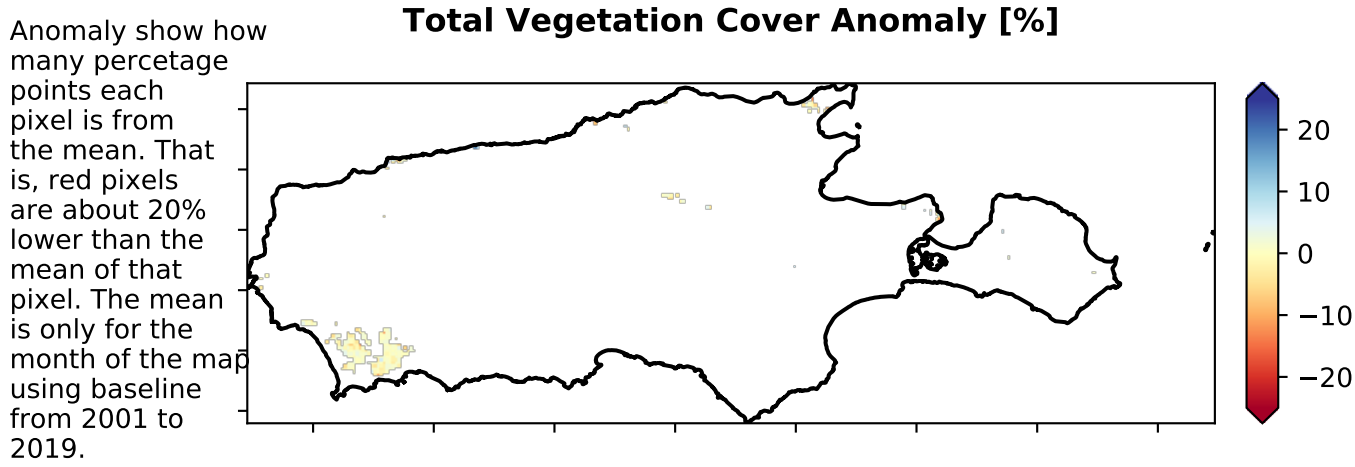 Total Vegetation Cover Anomaly [%]
Anomaly show how
many percetage
points each
pixel is from
the mean. That
is, red pixels
are about 20%
lower than the
mean of that
pixel. The mean
is only for the
month of the map
using baseline
from 2001 to
2019.
20
10
0
−10
−20